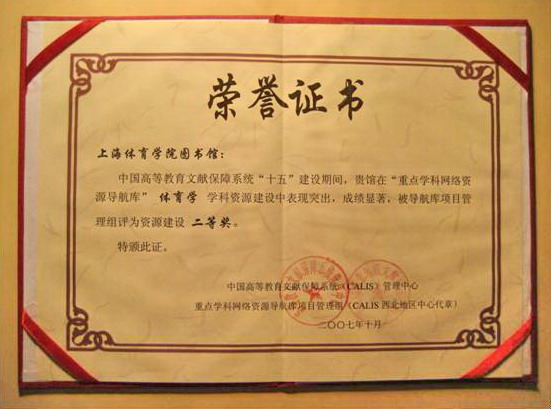 荣誉证书
上海体育学院图书馆：
中国高等教育文献保障系统“十五”建设期间，贵馆在“重点学科网络资
源导航库” 体育学 学科资源建设中表现突出，成绩显著，被导航库项目管
理组评为资源建设 二等奖。
特颁此证。
中国高等教育文献保障系统（CALIS）管理中心
重点学科网络资源导航库项目管理组（CALIS 西北地区中心代章）
二〇〇七年十月